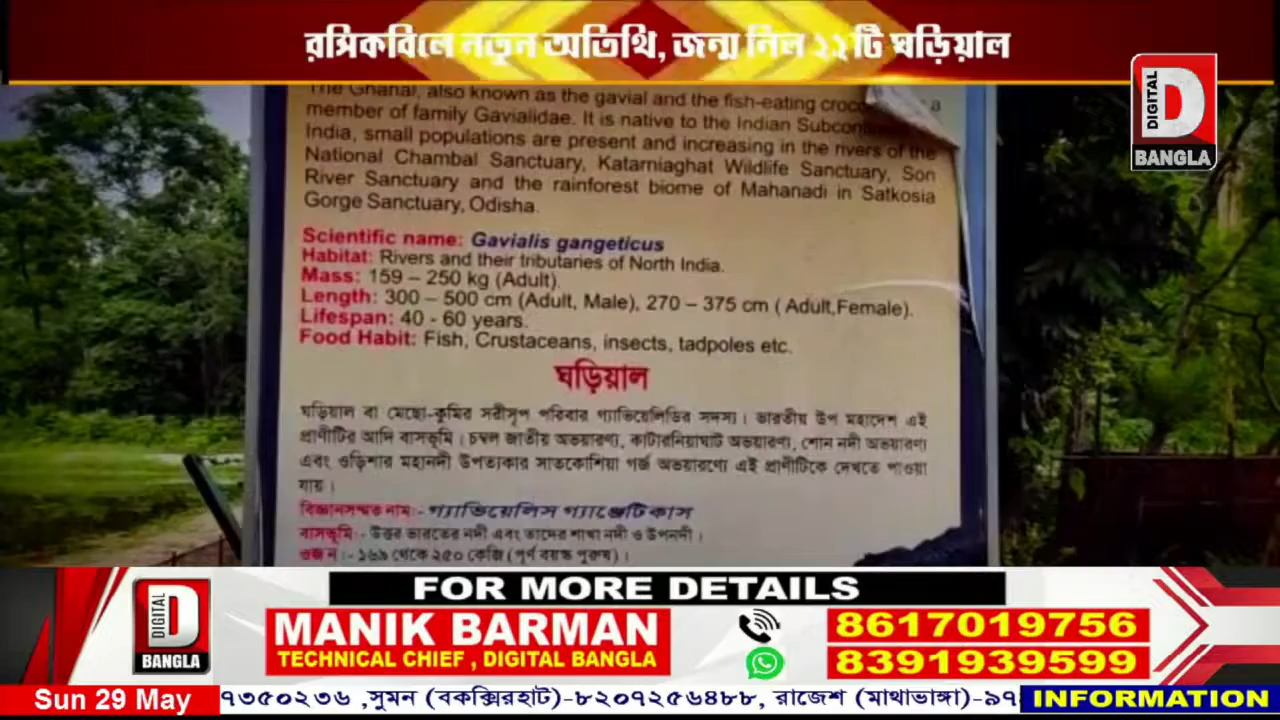 রসিকবিলে নতুন অতিথি, জন্ম নিল ২২টি ঘড়িয়াল
DIGITAL
D
BANGLA
The Gharial, also known as the gavial and the fish-eating a
member of family Gavialidae. It is native to the Indian
India, small populations are present and increasing in the rivers of the
National Chambal Sanctuary, Katarniaghat Wildlife Sanctuary, Son
River Sanctuary and the rainforest biome of Mahanadi in Satkosia
Gorge Sanctuary, Odisha.
Scientific name: Gavialis gangeticus
Habitat: Rivers and their tributaries of North India.
Mass: 159 – 250 kg (Adult).
Length: 300 – 500 cm (Adult, Male), 270 – 375 cm ( Adult,Female).
Lifespan: 40 - 60 years.
Food Habit: Fish, Crustaceans, insects, tadpoles etc.
ঘড়িয়াল
ঘড়িয়াল বা মেছো-কুমির সরীসৃপ পরিবার গ্যাভিয়েলিডির সদস্য। ভারতীয় উপ মহাদেশ এই
প্রাণীটির আদি বাসভূমি। চম্বল জাতীয় অভয়ারণ্য, কাটারনিয়াঘাট অভয়ারণ্য, শোন নদী অভয়ারণ্য
এবং ওড়িশার মহানদী উপত্যকার সাতকোশিয়া গর্জ অভয়ারণ্যে এই প্রাণীটিকে দেখতে পাওয়া
যায়।
বিজ্ঞানসম্মত নাম:- গ্যাভিয়েলিস গ্যাঞ্জেটিকাস
বাসভূমি:- উত্তর ভারতের নদী এবং তাদের শাখা নদী ও উপনদী।
ওজন:- ১৬৯ থেকে ২৫০ কেজি(পূর্ণ বয়স্ক পুরুষ)।
FOR MORE DETAILS
DIGITAL
D
BANGLA
MANIK BARMAN
TECHNICAL CHIEF , DIGITAL BANGLA
8617019756
8391939599
Sun 29 May
৭৩৫০২৩৬ ,সুমন (বকক্সিরহাট)-৮২০৭২৫৬৪৮৮, রাজেশ (মাথাভাঙ্গা)-৯৭
INFORMATION